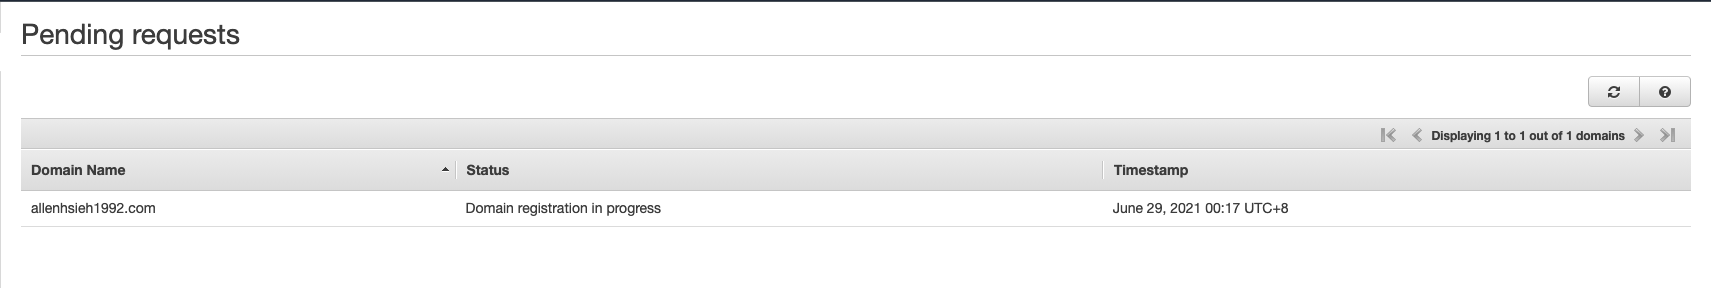 Pending requests
Displaying 1 to 1 out of 1 domains
Domain Name Status Timestamp
allenhsieh1992.com Domain registration in progress June 29, 2021 00:17 UTC+8